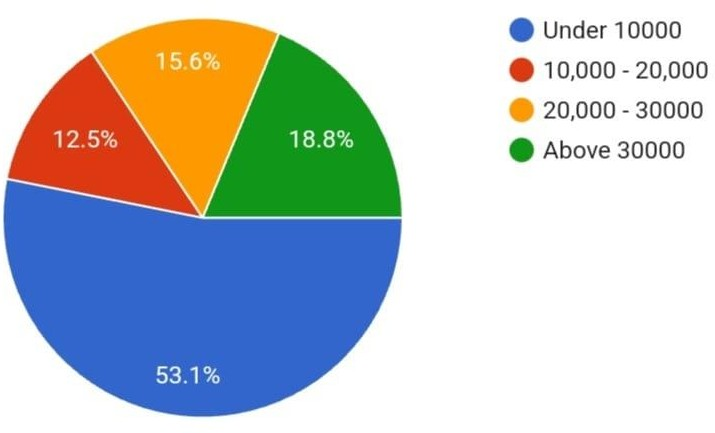 15.6%
12.5%
18.8%
53.1%
Under 10000
10,000 - 20,000
20,000 - 30000
Above 30000